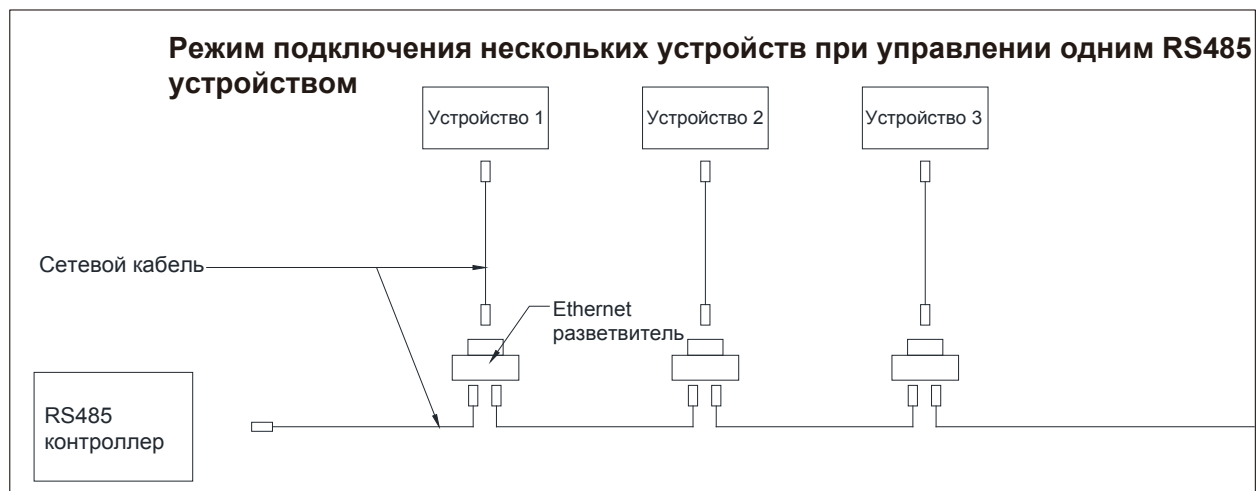 Режим подключения нескольких устройств при управлении одним RS485
устройством
Устройство 1
Устройство 2
Устройство 3
Сетевой кабель
Ethernet
разветвитель
RS485
контроллер